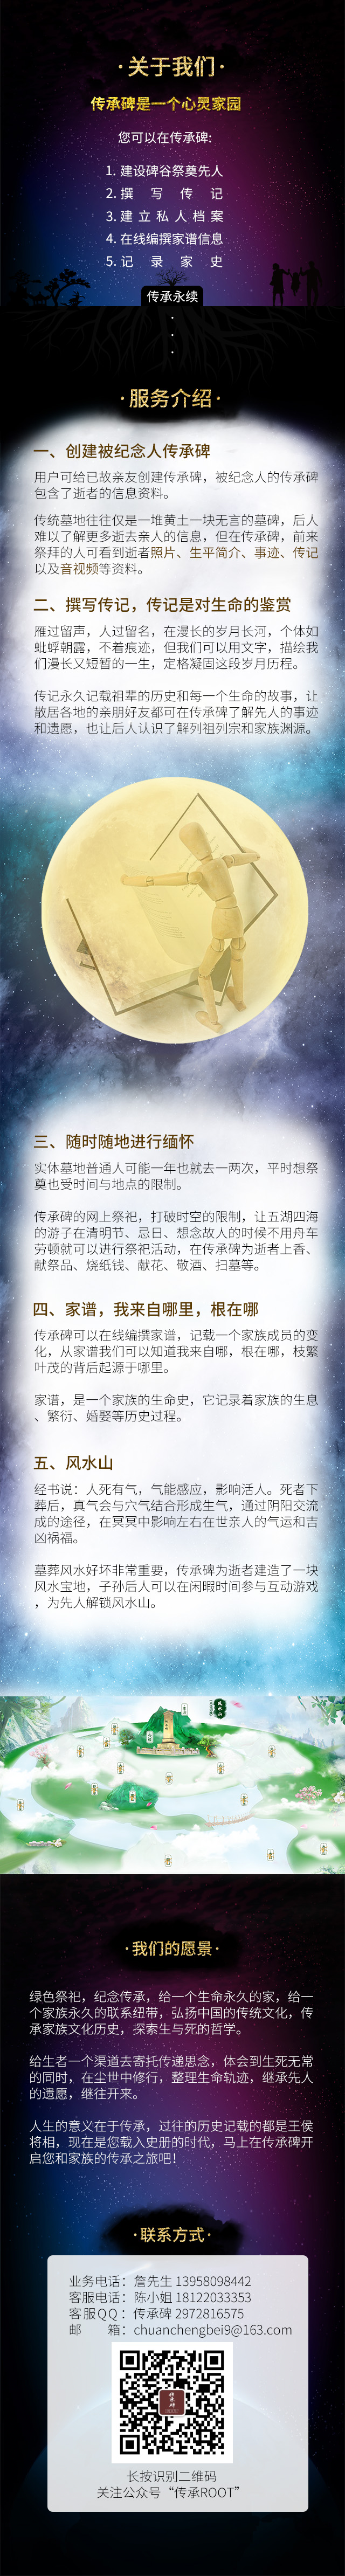 ·关于我们·
传承碑是一个心灵家园
您可以在传承碑:
1. 建设碑谷祭奠先人
2. 撰写传记
3. 建立私人档案
4. 在线编撰家谱信息
5. 记录家史
传承永续
·服务介绍·
一、创建被纪念人传承碑
用户可给已故亲友创建传承碑，被纪念人的传承碑
包含了逝者的信息资料。
传统墓地往往仅是一堆黄土一块无言的墓碑，后人
难以了解更多逝去亲人的信息，但在传承碑，前来
祭拜的人可看到逝者照片、生平简介、事迹、传记
以及音视频等资料。
二、撰写传记，传记是对生命的鉴赏
雁过留声，人过留名，在漫长的岁月长河，个体如
蚍蜉朝露，不着痕迹，但我们可以用文字，描绘我
们漫长又短暂的一生，定格凝固这段岁月历程。
传记永久记载祖辈的历史和每一个生命的故事，让
散居各地的亲朋好友都可在传承碑了解先人的事迹
和遗愿，也让后人认识了解列祖列宗和家族渊源。
三、随时随地进行缅怀
实体墓地普通人可能一年也就去一两次，平时想祭
奠也受时间与地点的限制。
传承碑的网上祭祀，打破时空的限制，让五湖四海
的游子在清明节、忌日、想念故人的时候不用舟车
劳顿就可以进行祭祀活动，在传承碑为逝者上香、
献祭品、烧纸钱、献花、敬酒、扫墓等。
四、家谱，我来自哪里，根在哪
传承碑可以在线编撰家谱，记载一个家族成员的变
化，从家谱我们可以知道我来自哪，根在哪，枝繁
叶茂的背后起源于哪里。
家谱，是一个家族的生命史，它记录着家族的生息
、繁衍、婚娶等历史过程。
五、风水山
经书说：人死有气，气能感应，影响活人。死者下
葬后，真气会与穴气结合形成生气，通过阴阳交流
成的途径，在冥冥中影响左右在世亲人的气运和吉
凶祸福。
墓葬风水好坏非常重要，传承碑为逝者建造了一块
风水宝地，子孙后人可以在闲暇时间参与互动游戏
，为先人解锁风水山。
·我们的愿景·
绿色祭祀，纪念传承，给一个生命永久的家，给一
个家族永久的联系纽带，弘扬中国的传统文化，传
承家族文化历史，探索生与死的哲学。
给生者一个渠道去寄托传递思念，体会到生死无常
的同时，在尘世中修行，整理生命轨迹，继承先人
的遗愿，继往开来。
人生的意义在于传承，过往的历史记载的都是王侯
将相，现在是您载入史册的时代，马上在传承碑开
启您和家族的传承之旅吧！
·联系方式·
业务电话：詹先生 13958098442
客服电话：陈小姐 18122033353
客服QQ：传承碑 2972816575
邮箱：chuanchengbei9@163.com
长按识别二维码
关注公众号“传承ROOT”